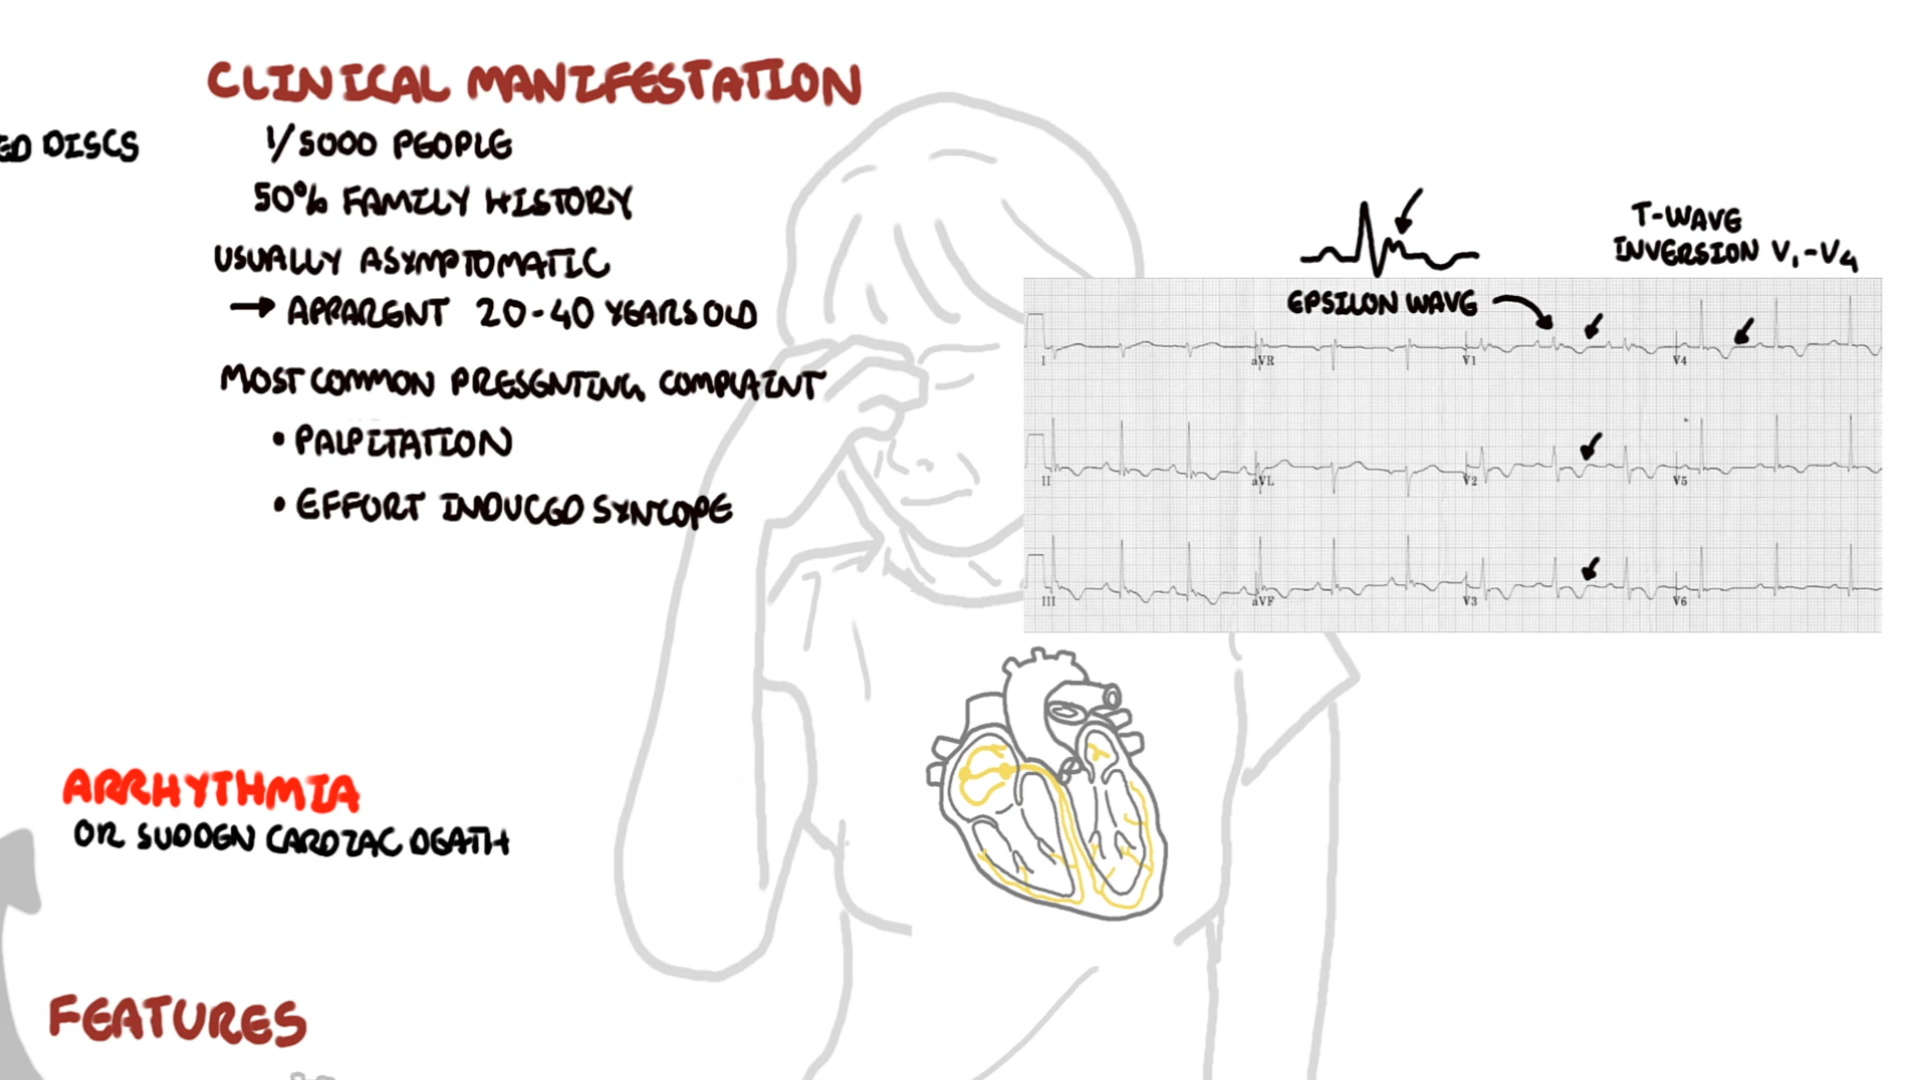 CLINICAL MANIFESTATION
DISCS
1/5000 PEOPLE
50% FAMILY HISTORY
USUALLY ASYMPTOMATIC
→ APPARENT 20-40 YEARS OLD
MOST COMMON PRESENTING COMPLAINT
• PALPITATION
• EFFORT INDUCED SYNCOPE
T-WAVE
INVERSION V1-V4
EPSILON WAVE
I aVR V1 V4
II aVL V2 V5
III aVF V3 V6
ARRHYTHMIA
OR SUDDEN CARDIAC DEATH
FEATURES